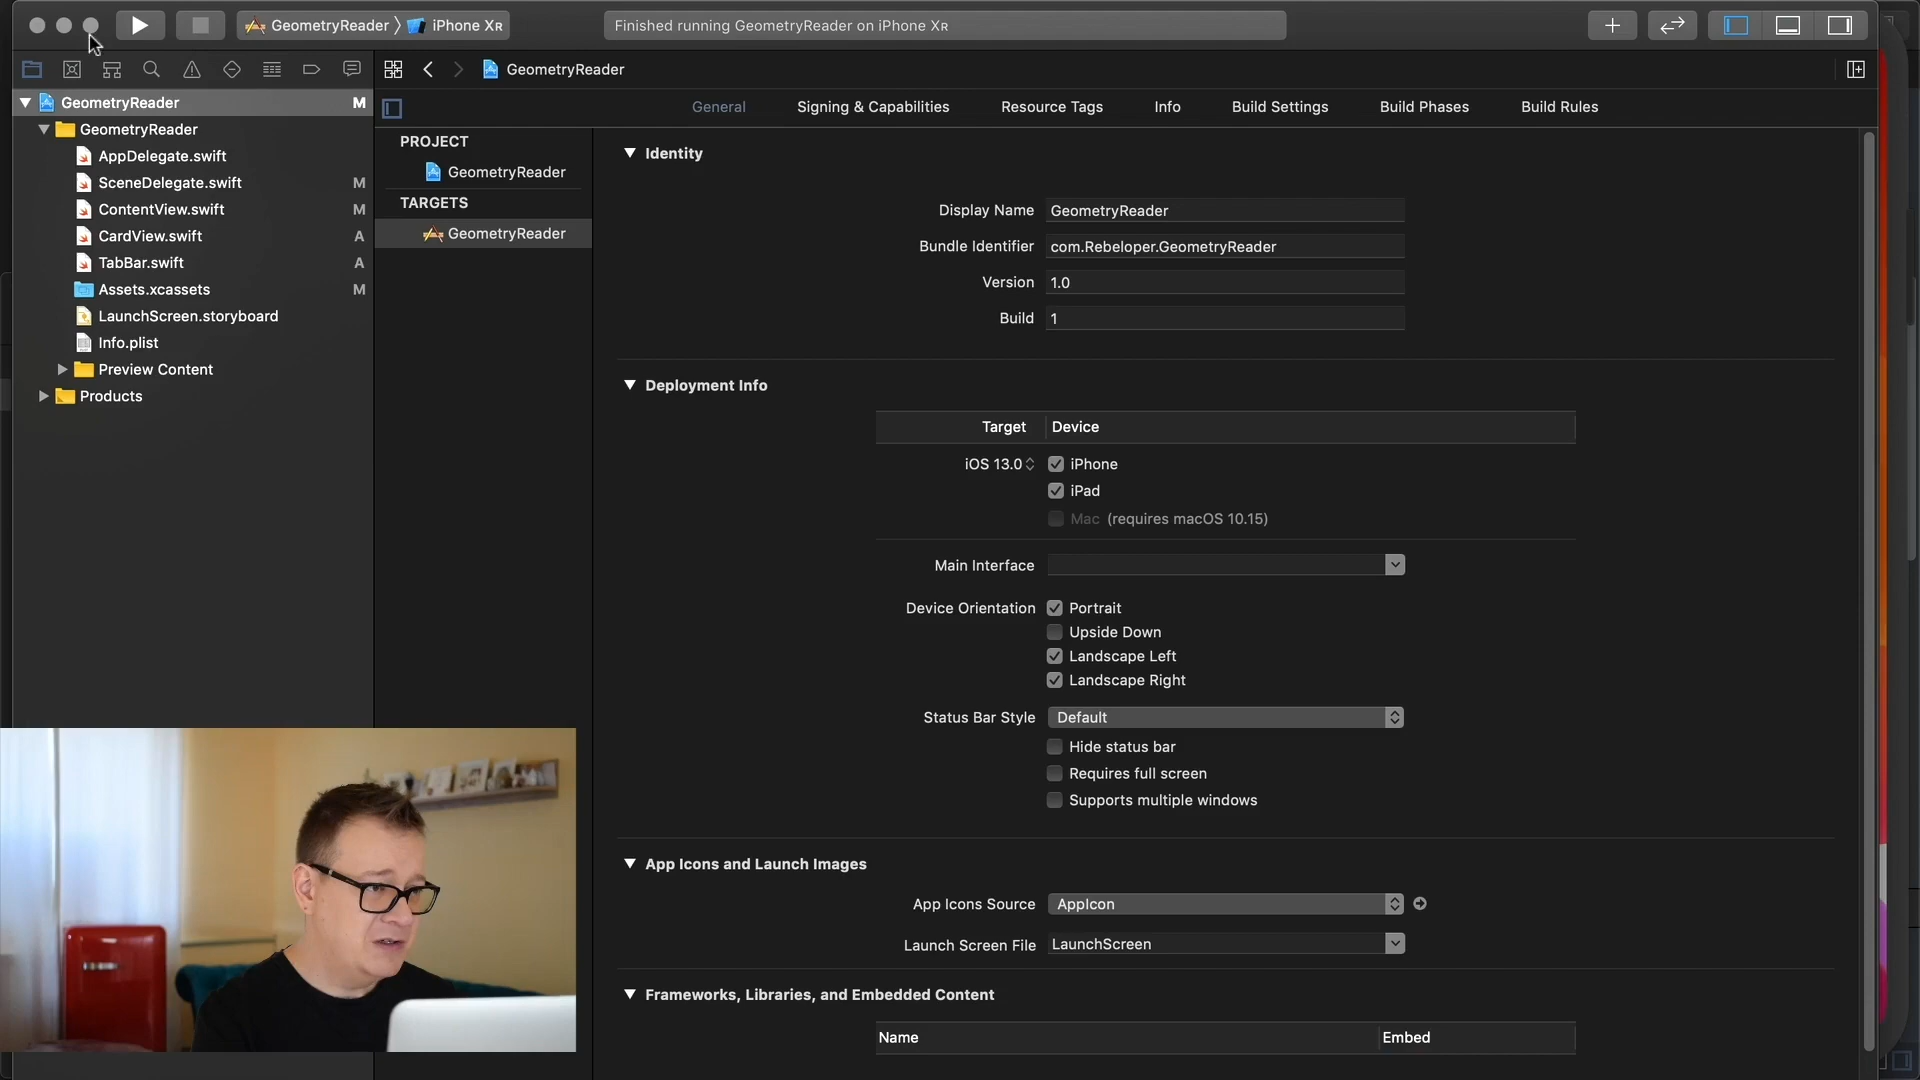 GeometryReader 〉 iPhone Xʀ
Finished running GeometryReader on iPhone Xʀ
GeometryReader
GeometryReader M
General
Signing & Capabilities
Resource Tags
Info
Build Settings
Build Phases
Build Rules
GeometryReader
AppDelegate.swift
SceneDelegate.swift M
ContentView.swift M
CardView.swift A
TabBar.swift A
Assets.xcassets M
LaunchScreen.storyboard
Info.plist
Preview Content
Products
PROJECT
GeometryReader
TARGETS
GeometryReader
Identity
Display Name GeometryReader
Bundle Identifier com.Rebeloper.GeometryReader
Version 1.0
Build 1
Deployment Info
Target Device
iOS 13.0 iPhone
iPad
Mac (requires macOS 10.15)
Main Interface
Device Orientation Portrait
Upside Down
Landscape Left
Landscape Right
Status Bar Style Default
Hide status bar
Requires full screen
Supports multiple windows
App Icons and Launch Images
App Icons Source AppIcon
Launch Screen File LaunchScreen
Frameworks, Libraries, and Embedded Content
Name Embed